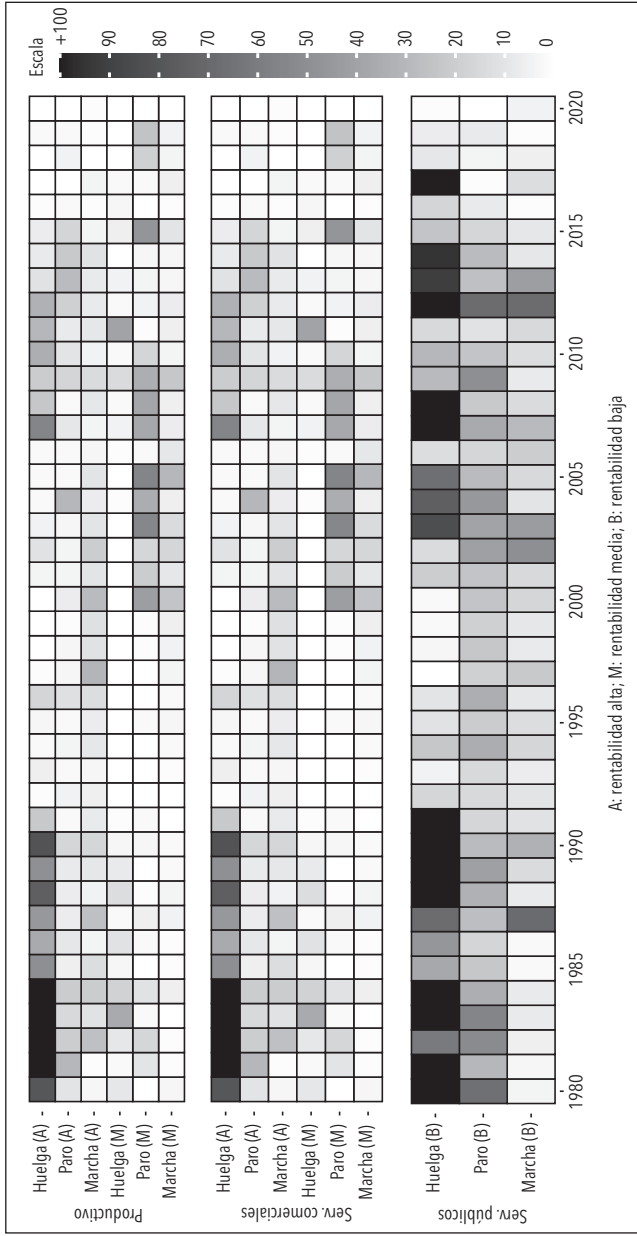 Escala
+100
90
80
70
60
50
40
30
20
10
0
Productivo
Huelga (A)
Paro (A)
Marcha (A)
Huelga (M)
Paro (M)
Marcha (M)
Serv. comerciales
Huelga (A)
Paro (A)
Marcha (A)
Huelga (M)
Paro (M)
Marcha (M)
Serv. públicos
Huelga (B)
Paro (B)
Marcha (B)
1980
1985
1990
1995
2000
2005
2010
2015
2020
A: rentabilidad alta; M: rentabilidad media; B: rentabilidad baja